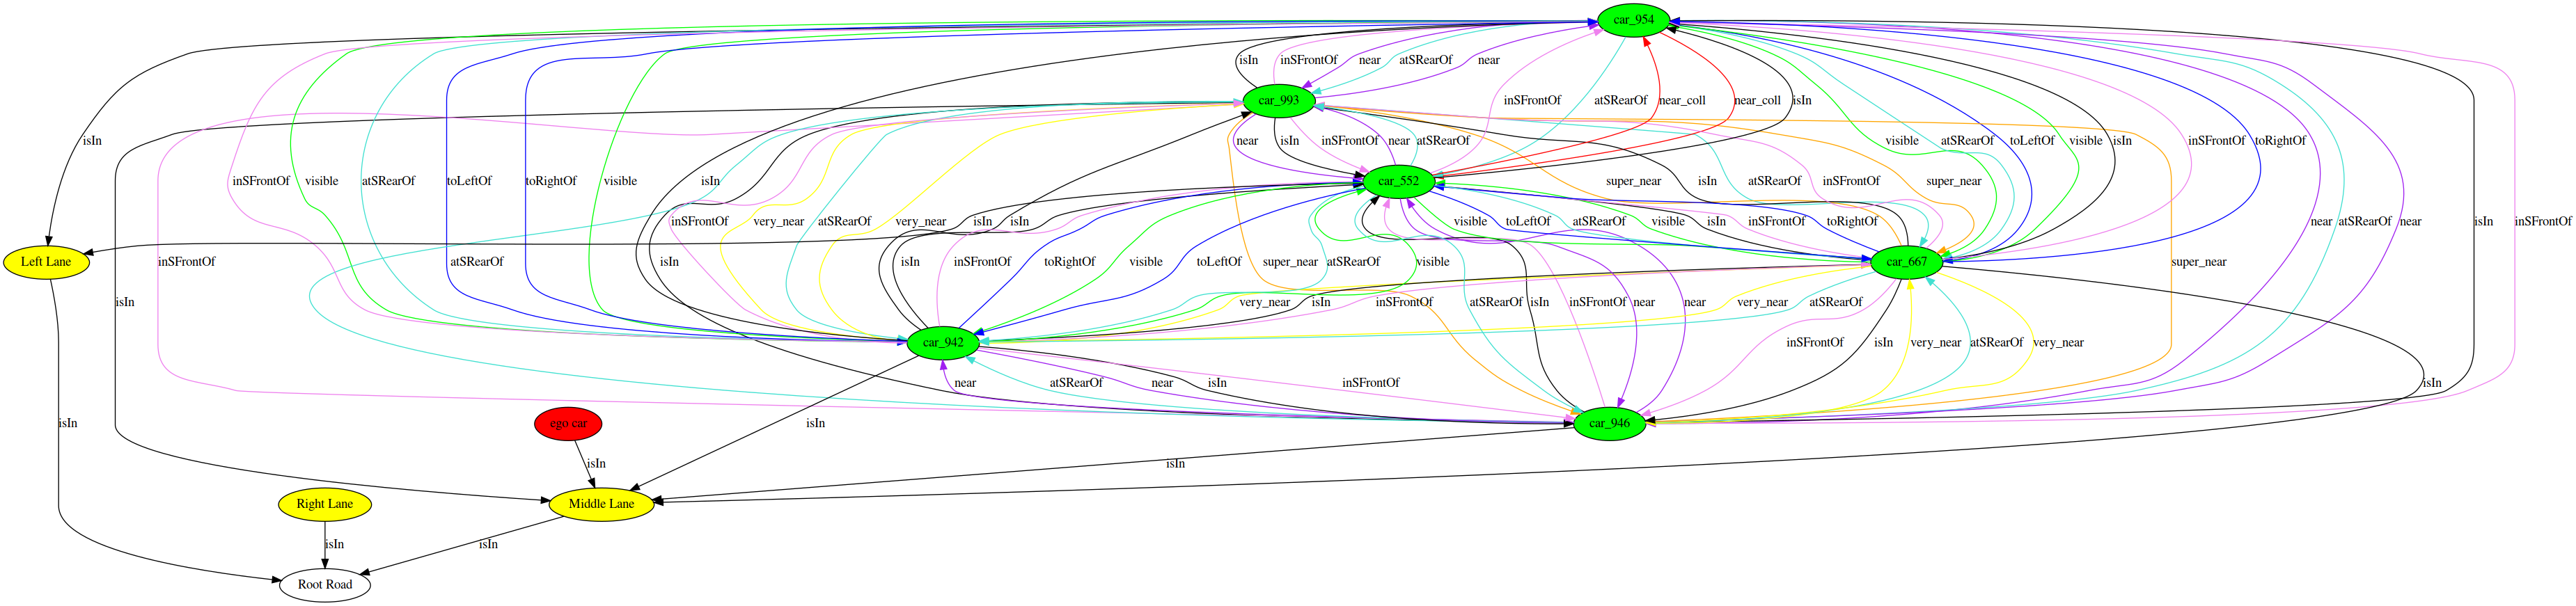 car_954
isIn inSFrontOf near atSRearOf near
car_993
inSFrontOf atSRearOf near_coll near_coll isIn
isIn near isIn inSFrontOf near atSRearOf visible atSRearOf toLeftOf visible isIn inSFrontOf toRightOf
inSFrontOf visible atSRearOf toLeftOf toRightOf visible isIn car_552 super_near isIn atSRearOf inSFrontOf super_near
inSFrontOf very_near atSRearOf very_near isIn isIn visible toLeftOf atSRearOf visible isIn inSFrontOf toRightOf near atSRearOf near isIn inSFrontOf
Left Lane inSFrontOf atSRearOf isIn isIn inSFrontOf toRightOf visible toLeftOf super_near atSRearOf visible car_667 super_near
isIn very_near isIn inSFrontOf atSRearOf isIn inSFrontOf near near very_near atSRearOf
car_942 inSFrontOf isIn very_near atSRearOf very_near
near atSRearOf near isIn inSFrontOf isIn
isIn ego car isIn car_946
isIn isIn
Right Lane Middle Lane
isIn isIn
Root Road